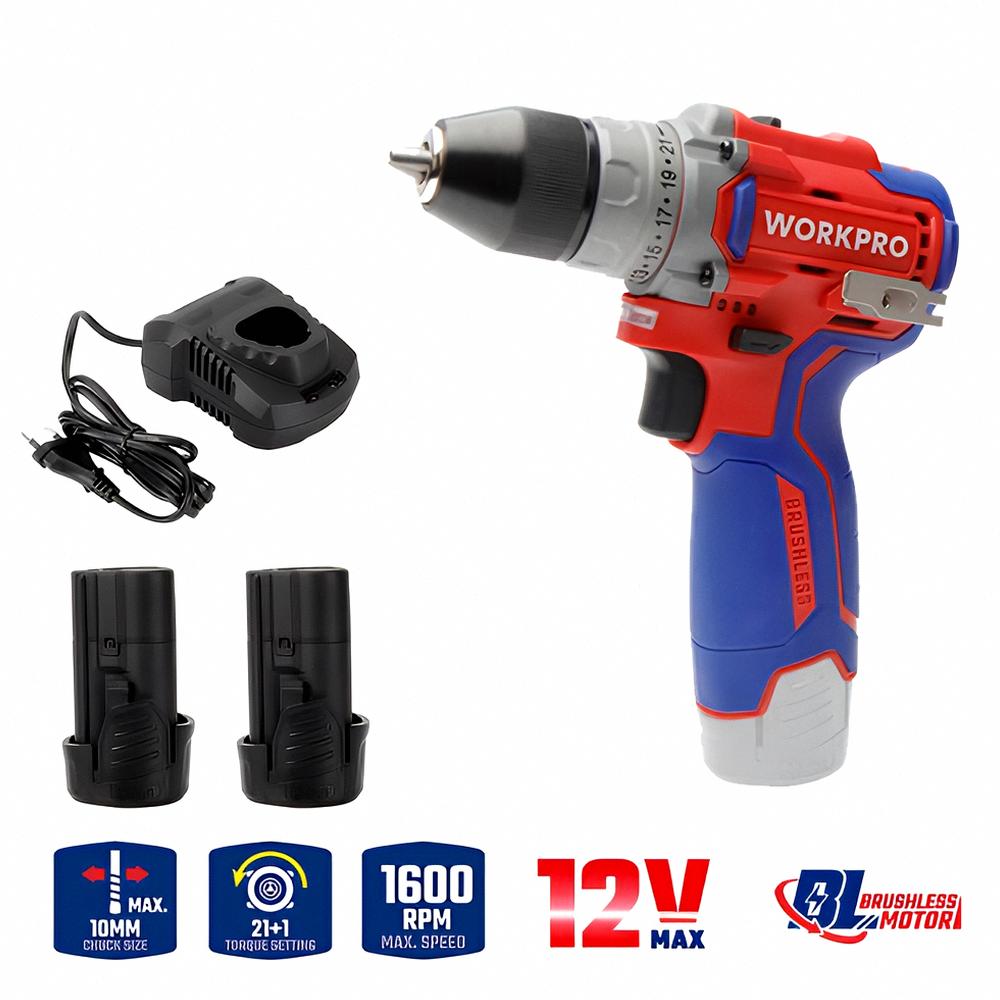 13 • 15 • 17 • 19 • 21
WORKPRO
BRUSHLESS
MAX.
10MM
CHUCK SIZE
21+1
TORQUE SETTING
1600
RPM
MAX. SPEED
12V
MAX
BL BRUSHLESS
MOTOR